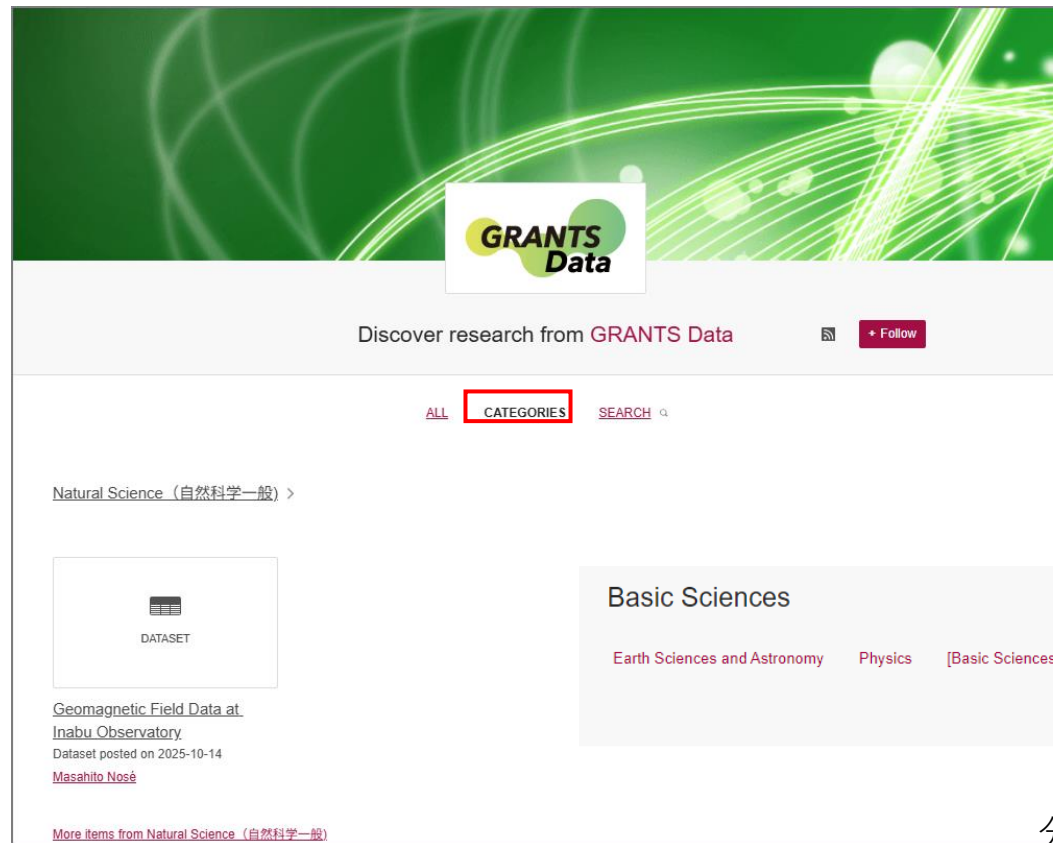 GRANTS
Data
Discover research from GRANTS Data
+ Follow
ALL CATEGORIES SEARCH
Natural Science（自然科学一般) >
DATASET
Geomagnetic Field Data at
Inabu Observatory
Dataset posted on 2025-10-14
Masahito Nosé
More items from Natural Science（自然科学一般)
Basic Sciences
Earth Sciences and Astronomy Physics [Basic Sciences